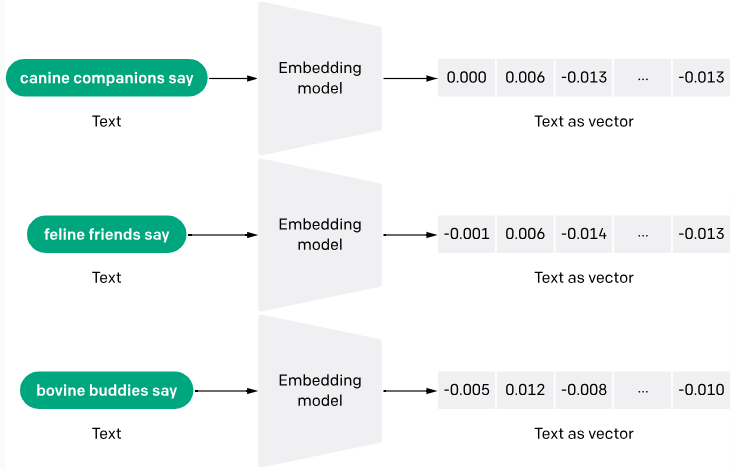 canine companions say
Embedding
model
0.000 0.006 -0.013 ... -0.013
Text
Text as vector
feline friends say
Embedding
model
-0.001 0.006 -0.014 ... -0.013
Text
Text as vector
bovine buddies say
Embedding
model
-0.005 0.012 -0.008 ... -0.010
Text
Text as vector